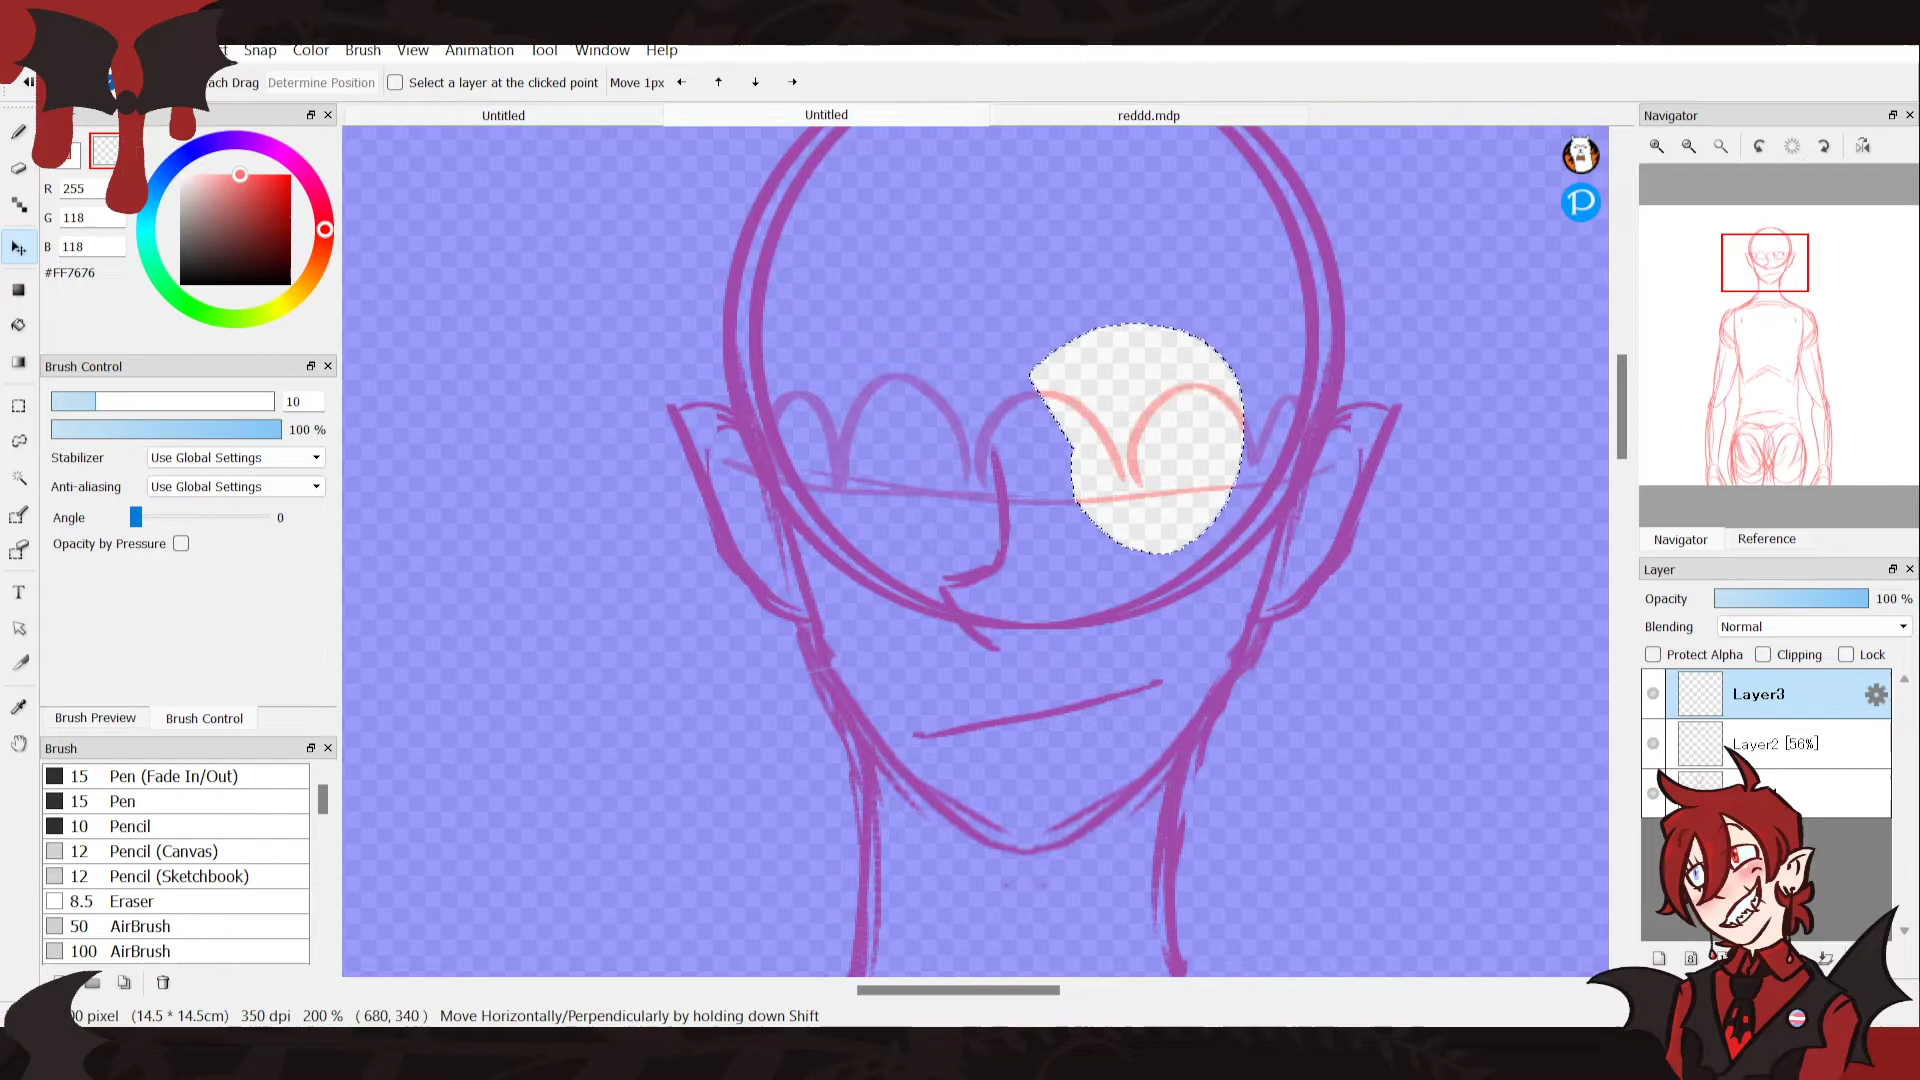 Snap Color Brush View Animation Tool Window Help
ach Drag Determine Position Select a layer at the clicked point Move 1px
Untitled Untitled reddd.mdp
R 255
G 118
B 118
#FF7676
Brush Control
10
100 %
Stabilizer Use Global Settings
Anti-aliasing Use Global Settings
Angle 0
Opacity by Pressure
Brush Preview Brush Control
Brush
15 Pen (Fade In/Out)
15 Pen
10 Pencil
12 Pencil (Canvas)
12 Pencil (Sketchbook)
8.5 Eraser
50 AirBrush
100 AirBrush
Navigator
Navigator Reference
Layer
Opacity 100 %
Blending Normal
Protect Alpha Clipping Lock
Layer3
Layer2 [56%]
pixel (14.5 * 14.5cm) 350 dpi 200 % ( 680, 340 ) Move Horizontally/Perpendicularly by holding down Shift